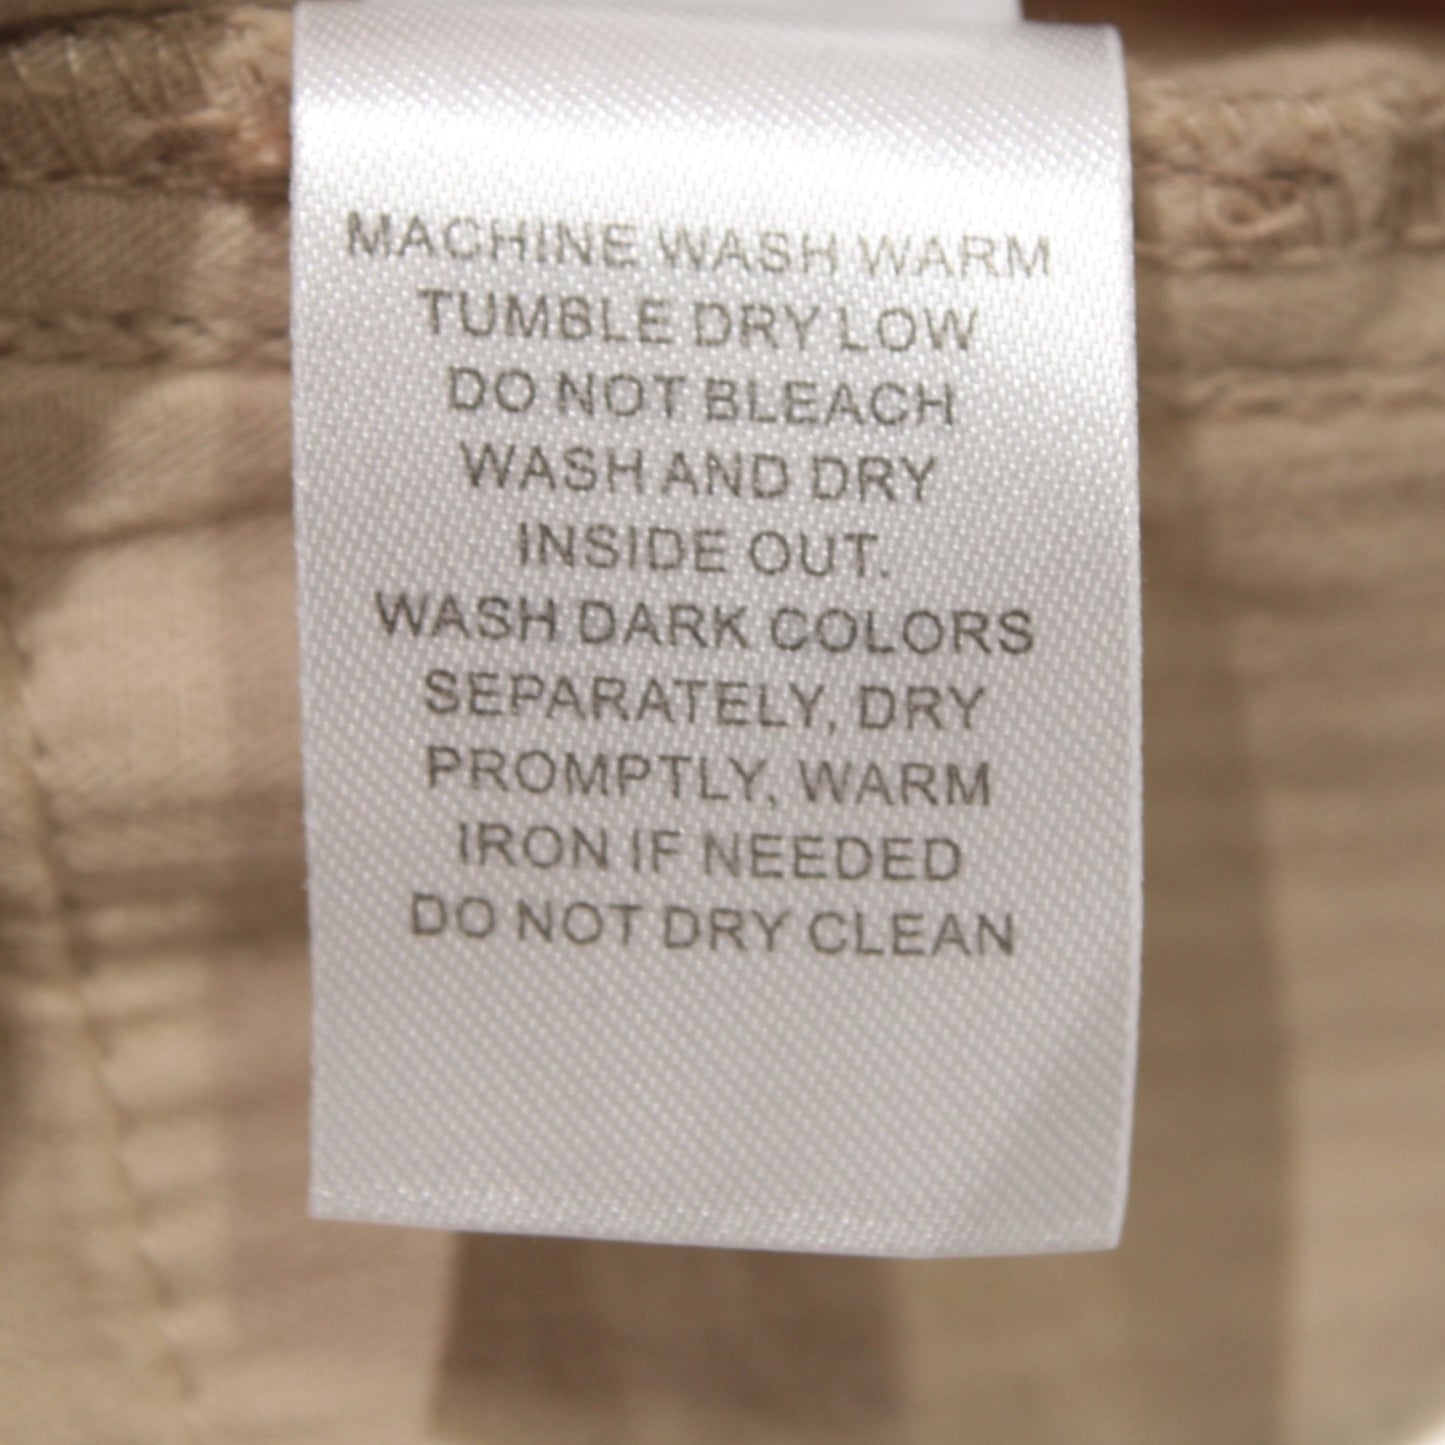 MACHINE WASH WARM
TUMBLE DRY LOW
DO NOT BLEACH
WASH AND DRY
INSIDE OUT.
WASH DARK COLORS
SEPARATELY, DRY
PROMPTLY, WARM
IRON IF NEEDED
DO NOT DRY CLEAN